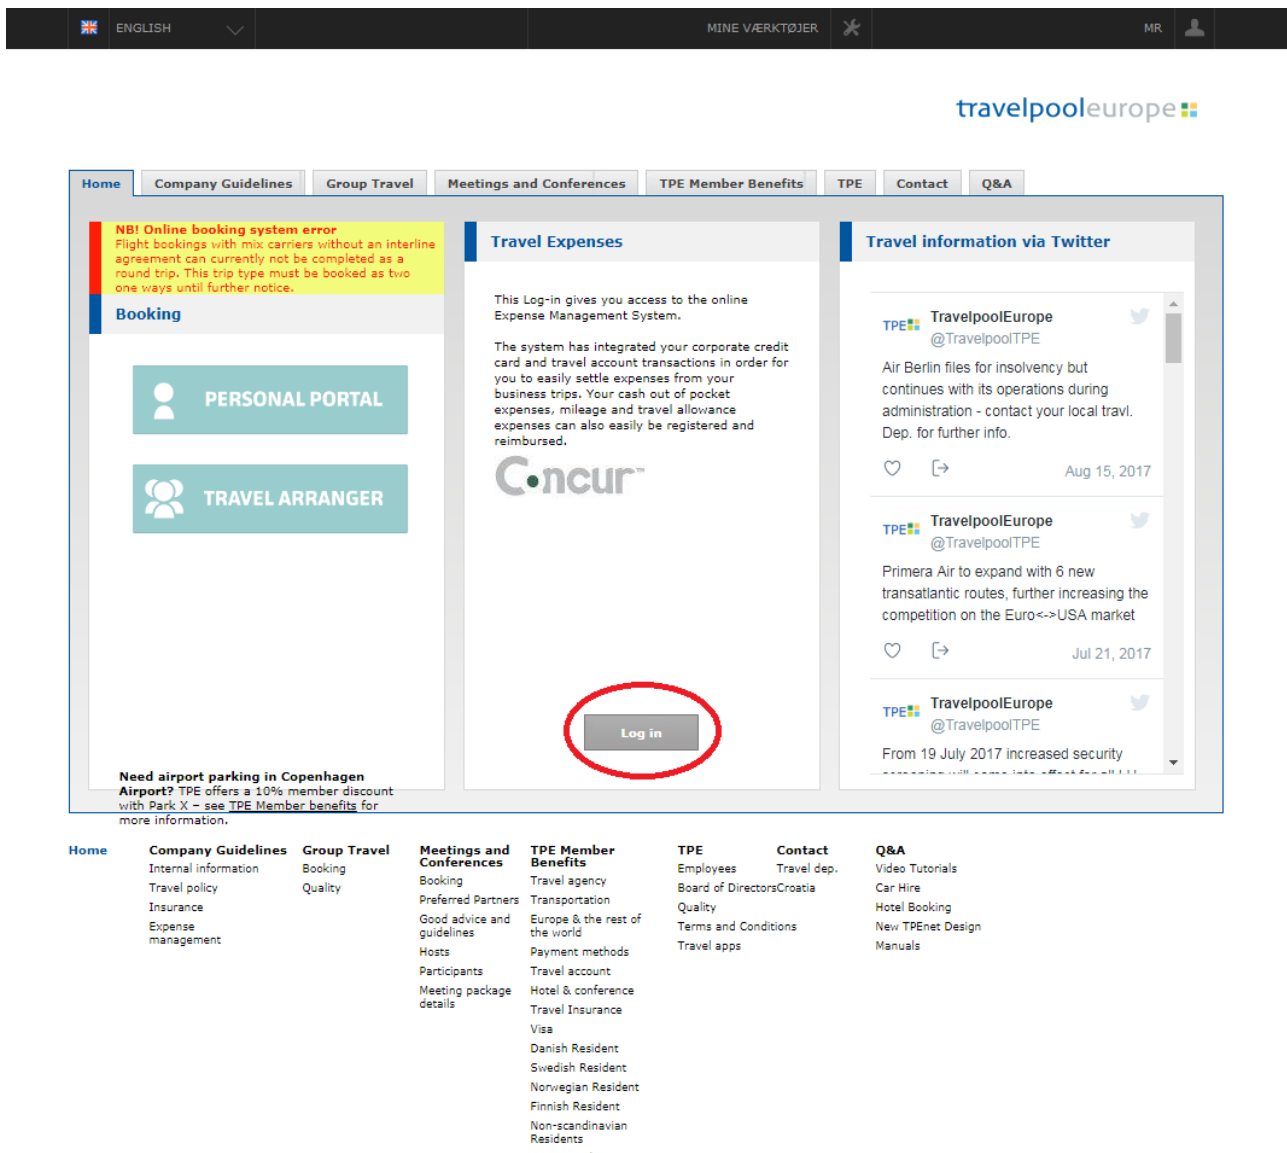 ENGLISH
MINE VÆRKTØJER
MR
travelpooleurope
Home
Company Guidelines
Group Travel
Meetings and Conferences
TPE Member Benefits
TPE
Contact
Q&A
NB! Online booking system error
Flight bookings with mix carriers without an interline
agreement can currently not be completed as a
round trip. This trip type must be booked as two
one ways until further notice.
Booking
PERSONAL PORTAL
TRAVEL ARRANGER
Need airport parking in Copenhagen
Airport? TPE offers a 10% member discount
with Park X – see TPE Member benefits for
more information.
Travel Expenses
This Log-in gives you access to the online
Expense Management System.
The system has integrated your corporate credit
card and travel account transactions in order for
you to easily settle expenses from your
business trips. Your cash out of pocket
expenses, mileage and travel allowance
expenses can also easily be registered and
reimbursed.
Concur™
Log in
Travel information via Twitter
TPE
TravelpoolEurope
@TravelpoolTPE
Air Berlin files for insolvency but
continues with its operations during
administration - contact your local travl.
Dep. for further info.
Aug 15, 2017
TPE
TravelpoolEurope
@TravelpoolTPE
Primera Air to expand with 6 new
transatlantic routes, further increasing the
competition on the Euro<->USA market
Jul 21, 2017
TPE
TravelpoolEurope
@TravelpoolTPE
From 19 July 2017 increased security
Home
Company Guidelines
Internal information
Travel policy
Insurance
Expense
management
Group Travel
Booking
Quality
Meetings and
Conferences
Booking
Preferred Partners
Good advice and
guidelines
Hosts
Participants
Meeting package
details
TPE Member
Benefits
Travel agency
Transportation
Europe & the rest of
the world
Payment methods
Travel account
Hotel & conference
Travel Insurance
Visa
Danish Resident
Swedish Resident
Norwegian Resident
Finnish Resident
Non-scandinavian
Residents
TPE
Employees
Board of Directors
Quality
Terms and Conditions
Travel apps
Contact
Travel dep.
Croatia
Q&A
Video Tutorials
Car Hire
Hotel Booking
New TPEnet Design
Manuals